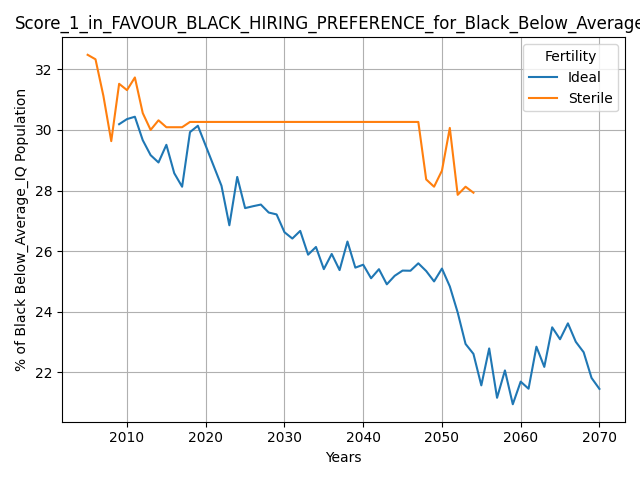 Score_1_in_FAVOUR_BLACK_HIRING_PREFERENCE_for_Black_Below_Average
Fertility
Ideal
Sterile
% of Black Below_Average_IQ Population
32
30
28
26
24
22
2010 2020 2030 2040 2050 2060 2070
Years